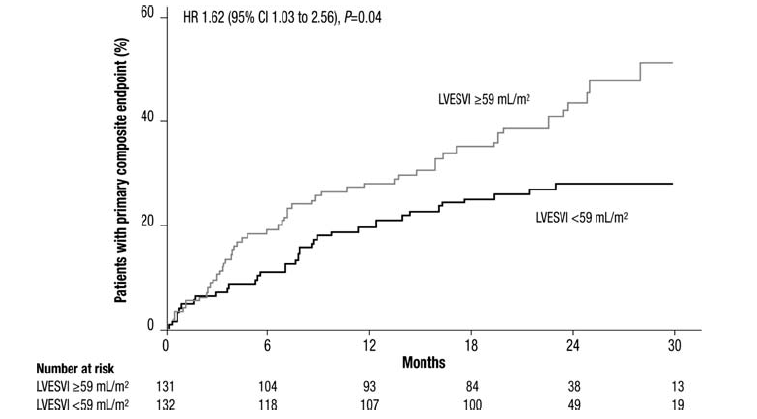 60
HR 1.62 (95% CI 1.03 to 2.56), P=0.04
Patients with primary composite endpoint (%)
LVESVI ≥59 mL/m²
40
LVESVI <59 mL/m²
20
0
0 6 12 18 24 30
Months
Number at risk
LVESVI ≥59 mL/m² 131 104 93 84 38 13
LVESVI <59 mL/m² 132 118 107 100 49 19